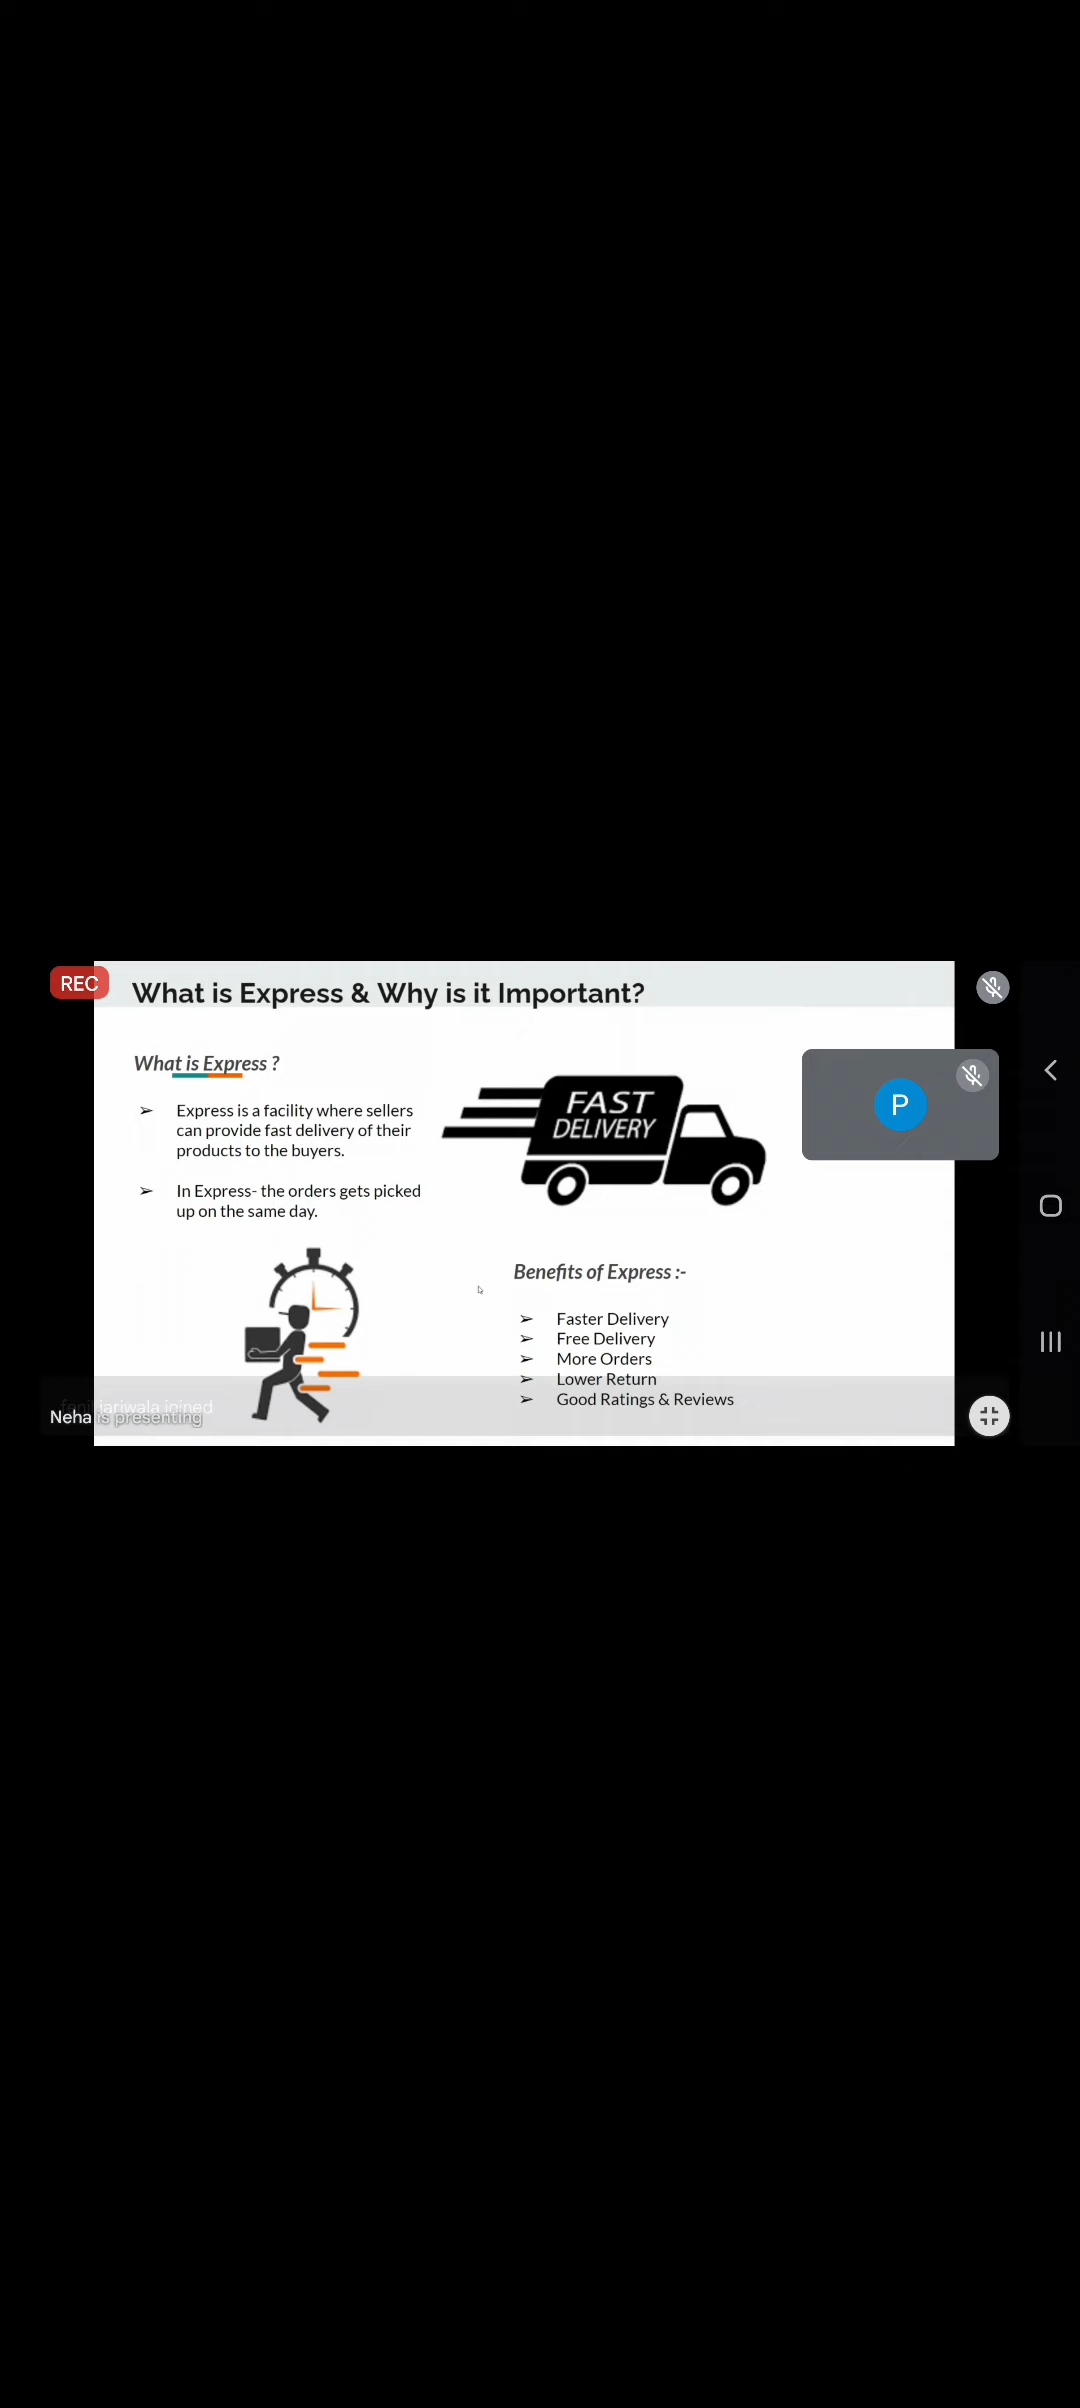 REC
What is Express & Why is it Important?
What is Express ?
➢ Express is a facility where sellers
can provide fast delivery of their
products to the buyers.
➢ In Express- the orders gets picked
up on the same day.
FAST
DELIVERY
P
Benefits of Express :-
➢ Faster Delivery
➢ Free Delivery
➢ More Orders
➢ Lower Return
➢ Good Ratings & Reviews
jariwala joined
Neha is presenting